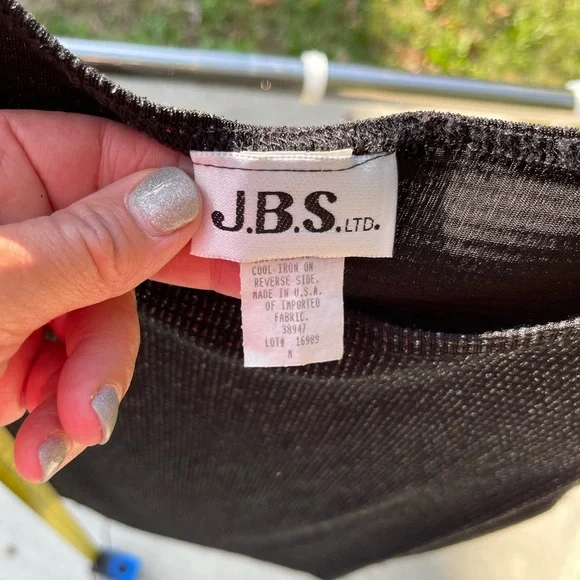 J.B.S. LTD.
COOL IRON ON
REVERSE SIDE.
MADE IN U.S.A.
OF IMPORTED
FABRIC.
38947
LOT# 16989
M